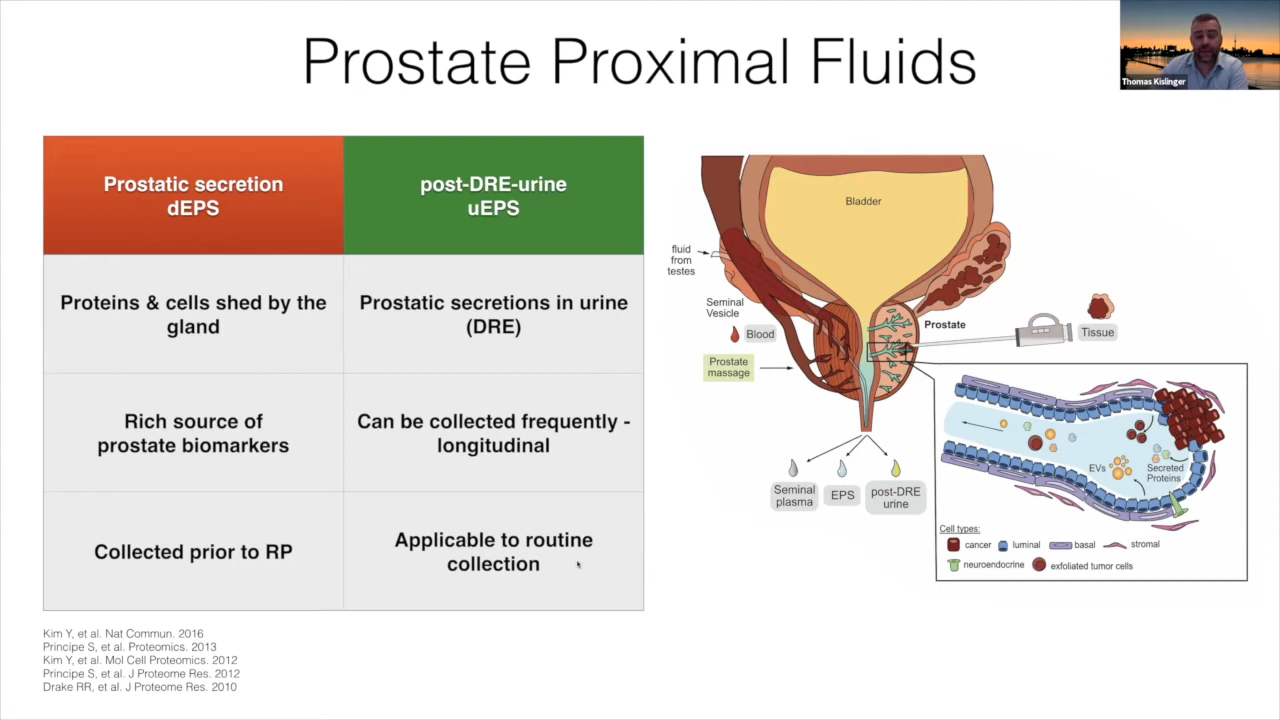 Prostate Proximal Fluids
Thomas Kislinger
Prostatic secretion
dEPS
post-DRE-urine
uEPS
Proteins & cells shed by the
gland
Prostatic secretions in urine
(DRE)
Rich source of
prostate biomarkers
Can be collected frequently -
longitudinal
Collected prior to RP
Applicable to routine
collection
Kim Y, et al. Nat Commun. 2016
Principe S, et al. Proteomics. 2013
Kim Y, et al. Mol Cell Proteomics. 2012
Principe S, et al. J Proteome Res. 2012
Drake RR, et al. J Proteome Res. 2010
Bladder
fluid
from
testes
Seminal
Vesicle
Blood
Prostate
massage
Prostate
Tissue
Seminal
plasma
EPS
post-DRE
urine
EVs
Secreted
Proteins
Cell types:
cancer
luminal
basal
stromal
neuroendocrine
exfoliated tumor cells